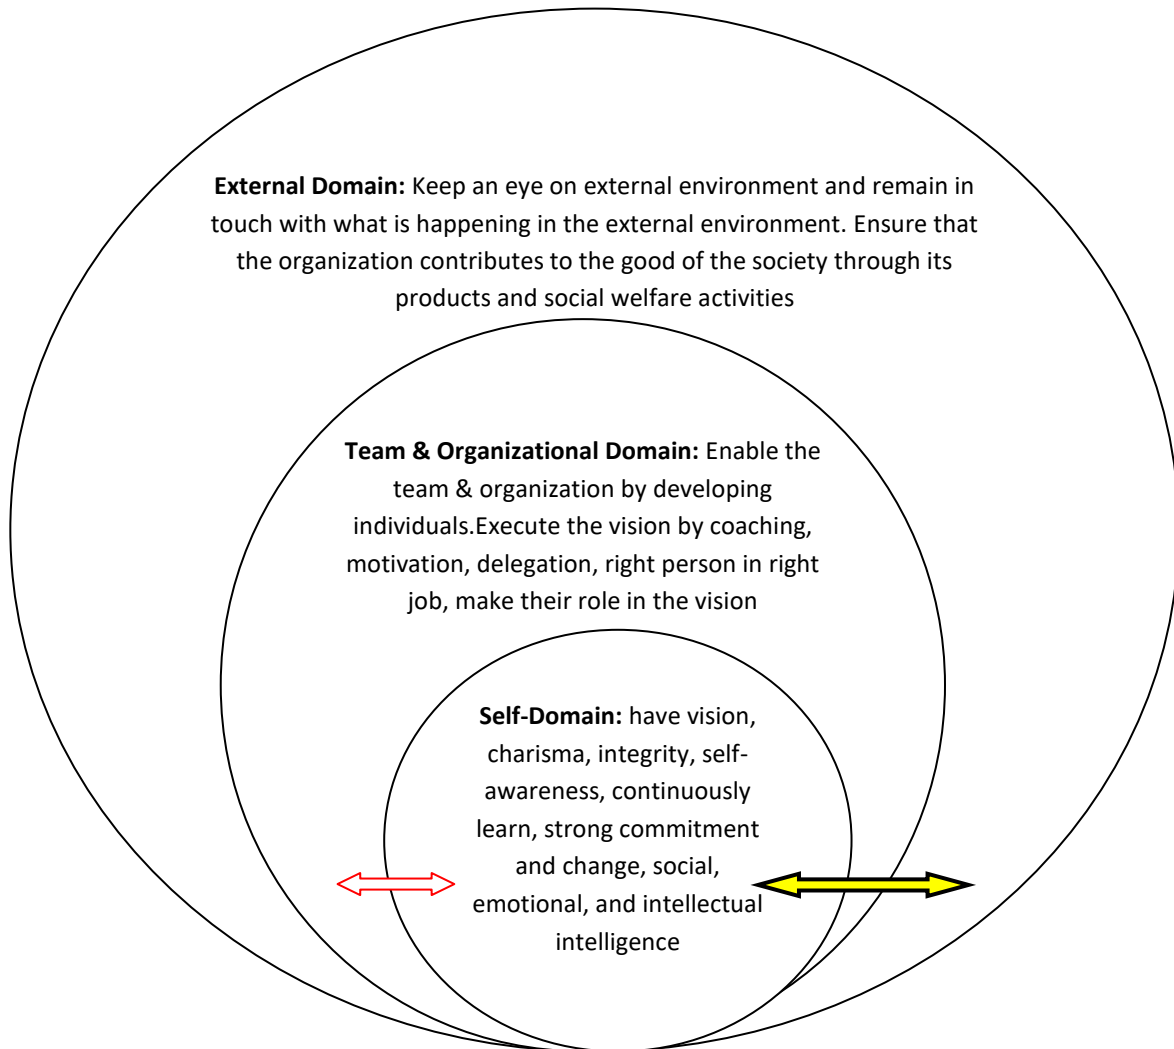 External Domain: Keep an eye on external environment and remain in
touch with what is happening in the external environment. Ensure that
the organization contributes to the good of the society through its
products and social welfare activities
Team & Organizational Domain: Enable the
team & organization by developing
individuals.Execute the vision by coaching,
motivation, delegation, right person in right
job, make their role in the vision
Self-Domain: have vision,
charisma, integrity, self-
awareness, continuously
learn, strong commitment
and change, social,
emotional, and intellectual
intelligence